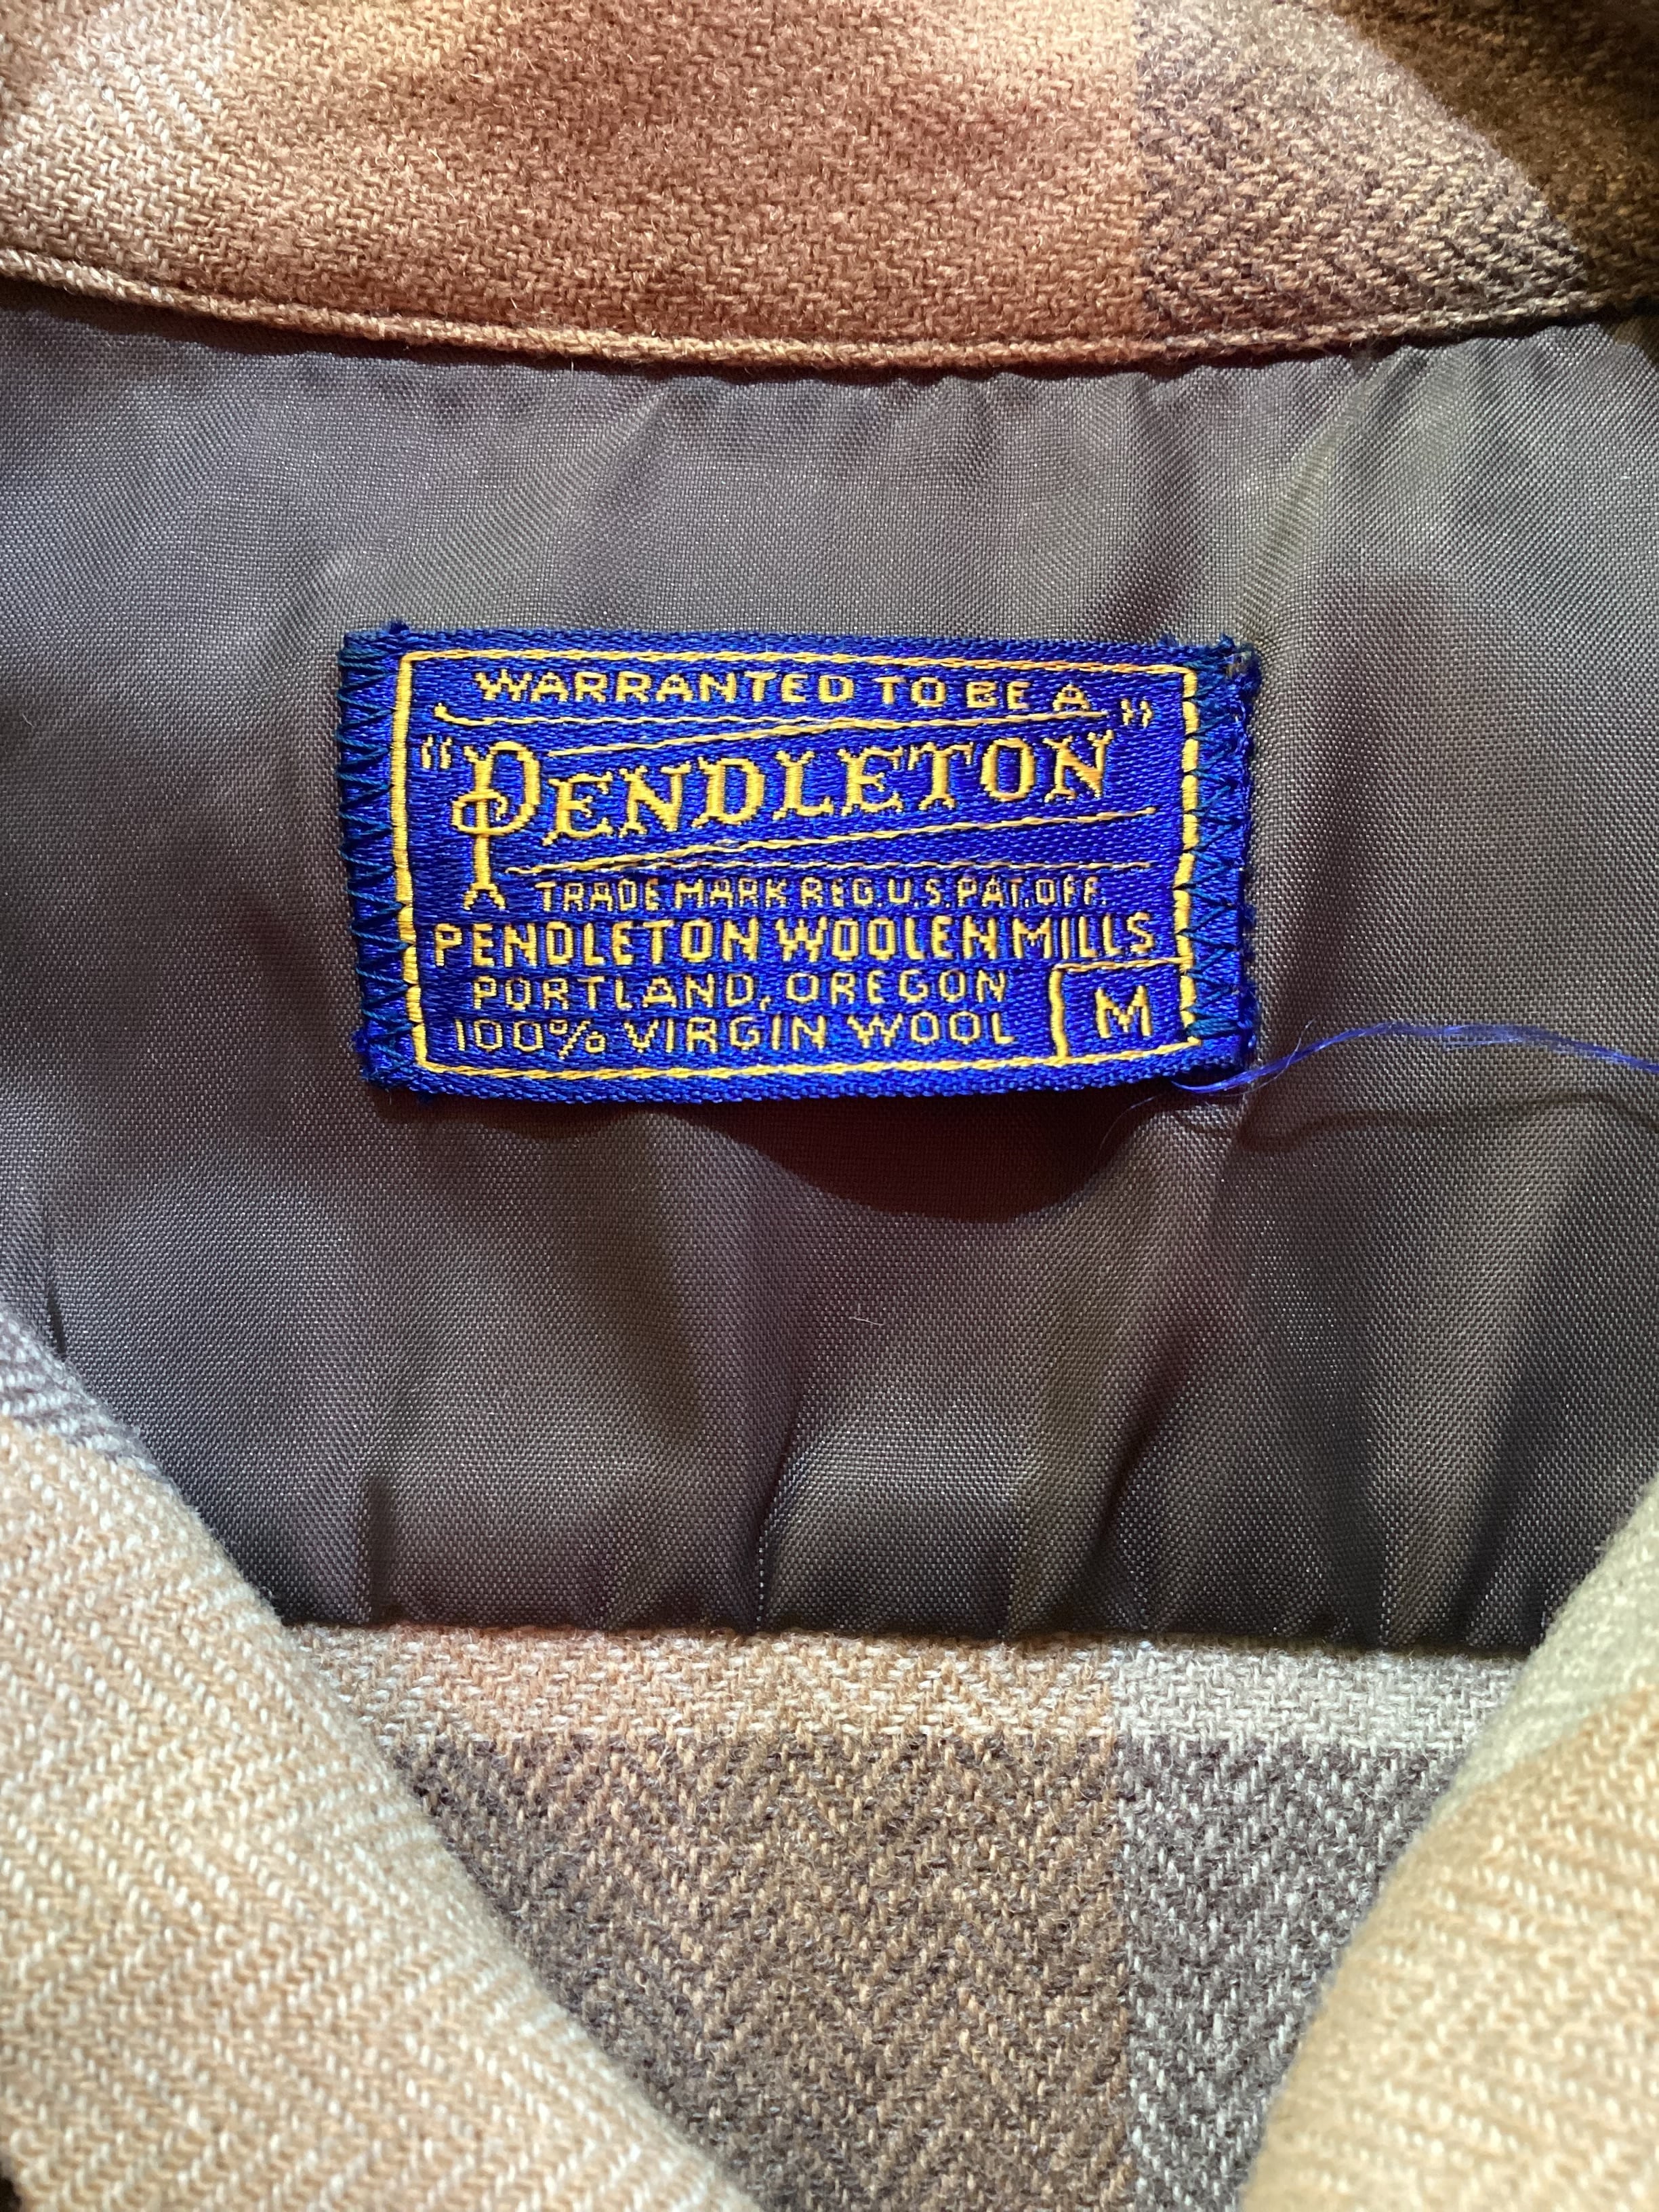 WARRANTED TO BE A
"PENDLETON"
TRADE MARK REG. U.S. PAT. OFF.
PENDLETON WOOLEN MILLS
PORTLAND, OREGON
100% VIRGIN WOOL
M